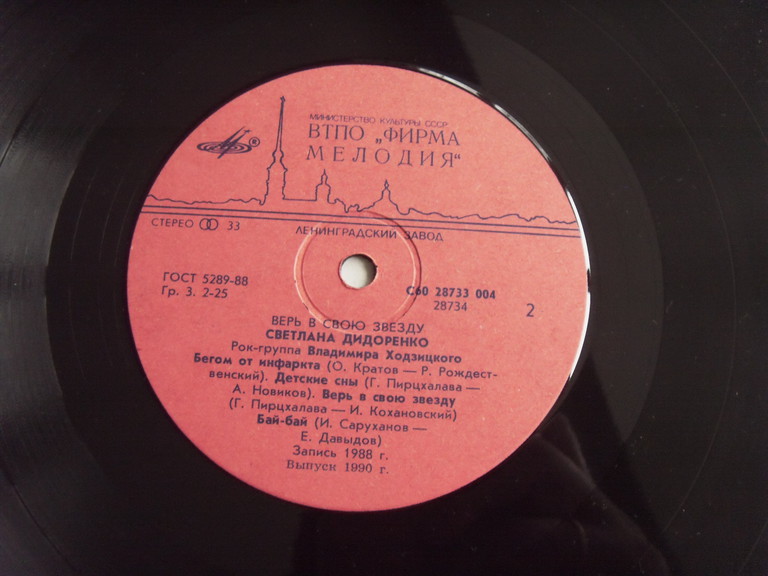 МИНИСТЕРСТВО КУЛЬТУРЫ СССР
ВТПО „ФИРМА
МЕЛОДИЯ“
®
СТЕРЕО 33
ЛЕНИНГРАДСКИЙ ЗАВОД
ГОСТ 5289-88
Гр. 3. 2-25
С60 28733 004
28734
2
ВЕРЬ В СВОЮ ЗВЕЗДУ
СВЕТЛАНА ДИДОРЕНКО
Рок-группа Владимира Ходзицкого
Бегом от инфаркта (О. Кратов — Р. Рождест-
венский). Детские сны (Г. Пирцхалава —
А. Новиков). Верь в свою звезду
(Г. Пирцхалава — И. Кохановский)
Бай-бай (И. Саруханов —
Е. Давыдов)
Запись 1988 г.
Выпуск 1990 г.